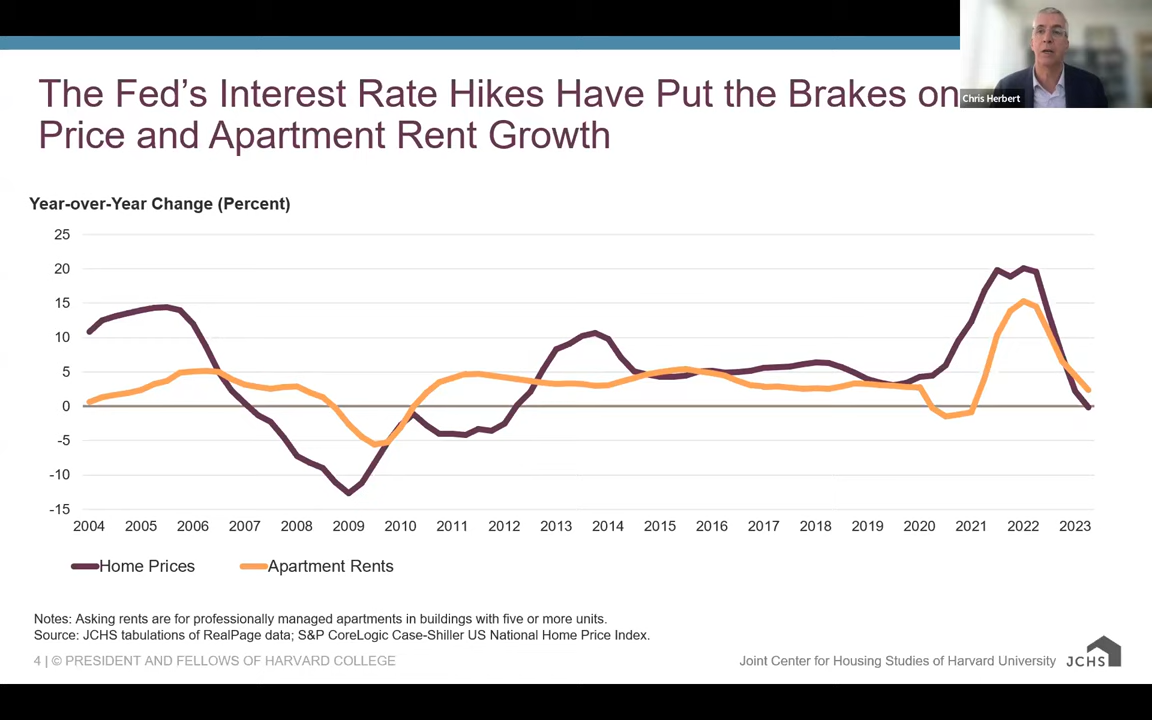 The Fed's Interest Rate Hikes Have Put the Brakes on
Chris Herbert
Price and Apartment Rent Growth
Year-over-Year Change (Percent)
25
20
15
10
5
0
-5
-10
-15
2004 2005 2006 2007 2008 2009 2010 2011 2012 2013 2014 2015 2016 2017 2018 2019 2020 2021 2022 2023
Home Prices Apartment Rents
Notes: Asking rents are for professionally managed apartments in buildings with five or more units.
Source: JCHS tabulations of RealPage data; S&P CoreLogic Case-Shiller US National Home Price Index.
4 | © PRESIDENT AND FELLOWS OF HARVARD COLLEGE
Joint Center for Housing Studies of Harvard University JCHS